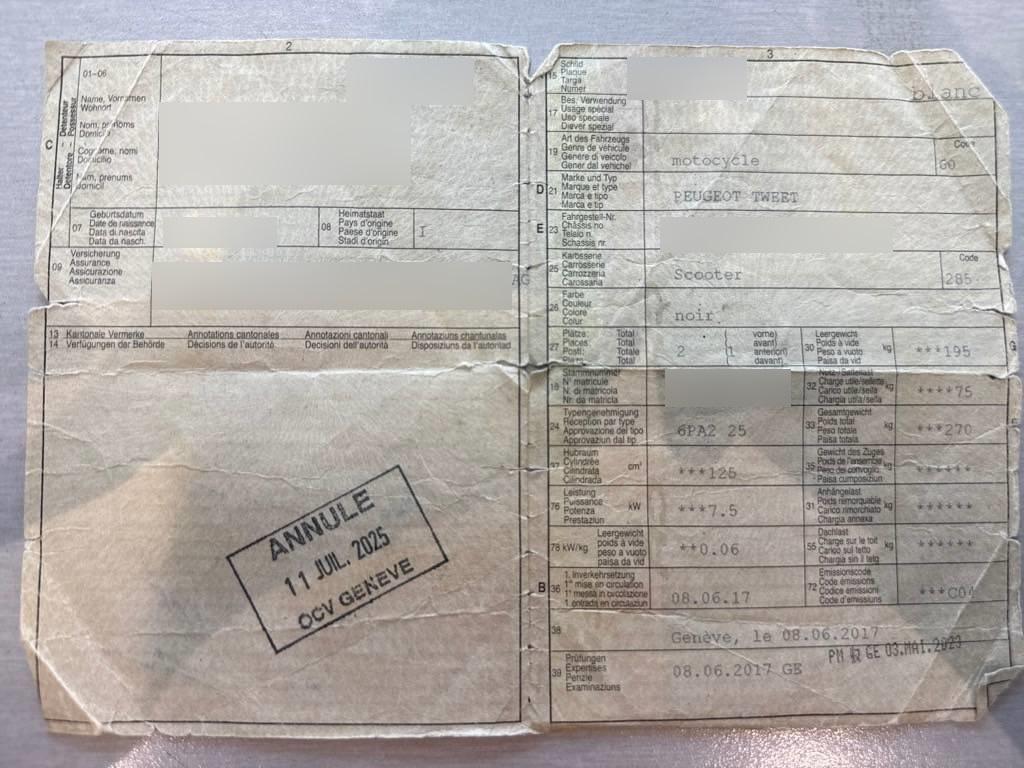 2
01-06
C
Halter Detentore
Detenteur Possessur
Name, Vornamen
Wohnort
Nom, prénoms
Domicile
Cognome, nomi
Domicilio
Num, prenums
domicil
07
Geburtsdatum
Date de naissance
Data di nascita
Data da nasch.
08
Heimatstaat
Pays d'origine
Paese d'origine
Stadi d'origin
I
09
Versicherung
Assurance
Assicurazione
Assicuranza
AG
13 Kantonale Vermerke Annotations cantonales Annotazioni cantonali Annotaziuns chantunalas
14 Verfügungen der Behörde Décisions de l'autorité Decisioni dell'autorità Disposiziuns da l'autoritad
ANNULE
11 JUIL. 2025
OCV GENEVE
3
15
Schild
Plaque
Targa
Numer
blanc
17
Bes. Verwendung
Usage spécial
Uso speciale
Diever spezial
19
Art des Fahrzeugs
Genre de véhicule
Genere di veicolo
Gener dal vehichel
motocycle
Code
60
D
21
Marke und Typ
Marque et type
Marca e tipo
Marca e tip
PEUGEOT TWEET
E
23
Fahrgestell-Nr.
Châssis no
Telaio n.
Schassis nr.
25
Karosserie
Carrosserie
Carrozzeria
Carossaria
Scooter
Code
285
26
Farbe
Couleur
Colore
Colur
noir
27
Plätze: Total
Places: Total
Posti: Totale
Total
2
1
vorne)
avant)
anteriori)
davant)
30
Leergewicht
Poids à vide
Peso a vuoto
Paisa da vid
kg
***195
G
18
Stammnummer
N° matricule
N. di matricola
Nr. da matricla
32
Nutz-/Sattellast
Charge utile/sellette
Carico utile/sella
Chargia utila/sella
kg
****75
24
Typengenehmigung
Réception par type
Approvazione del tipo
Approvaziun dal tip
6PA2 25
33
Gesamtgewicht
Poids total
Peso totale
Paisa totala
kg
***270
37
Hubraum
Cylindrée
Cilindrata
Cilindrada
cm³
***125
35
Gewicht des Zuges
Poids de l'ensemble
Peso del convoglio
Paisa cumposiziun
kg
******
76
Leistung
Puissance
Potenza
Prestaziun
kW
***7.5
31
Anhängelast
Poids remorquable
Carico rimorchiato
Chargia annexa
kg
******
78 kW/kg
Leergewicht
poids à vide
peso a vuoto
paisa da vid
**0.06
55
Dachlast
Charge sur le toit
Carico sul tetto
Chargia sin il tetg
kg
******
B
36
1. Inverkehrsetzung
1re mise en circulation
1a messa in circolazione
1. entrada en circulaziun
08.06.17
72
Emissionscode
Code émissions
Codice emissioni
Code d'emissiuns
***C04
38
Genève, le 08.06.2017
PM GE 03.MAI.2023
39
Prüfungen
Expertises
Perizie
Examinaziuns
08.06.2017 GE